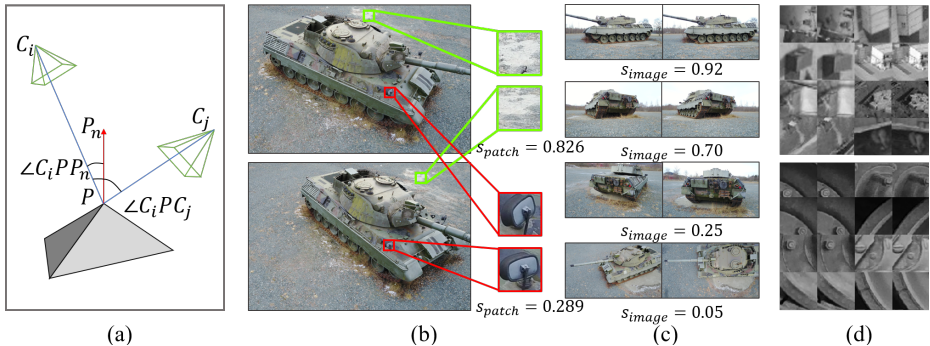 C_i
C_j
P_n
∠C_iPP_n
P
∠C_iPC_j
(a)
s_patch = 0.826
s_patch = 0.289
(b)
s_image = 0.92
s_image = 0.70
s_image = 0.25
s_image = 0.05
(c)
(d)